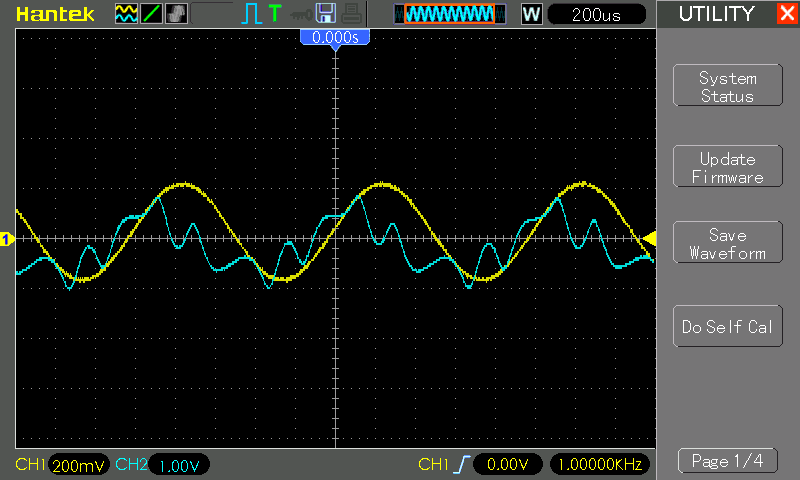 Hantek
T
W
200us
UTILITY
0.000s
System
Status
Update
Firmware
Save
Waveform
Do Self Cal
1
CH1 200mV CH2 1.00V CH1 0.00V 1.00000KHz
Page 1/4